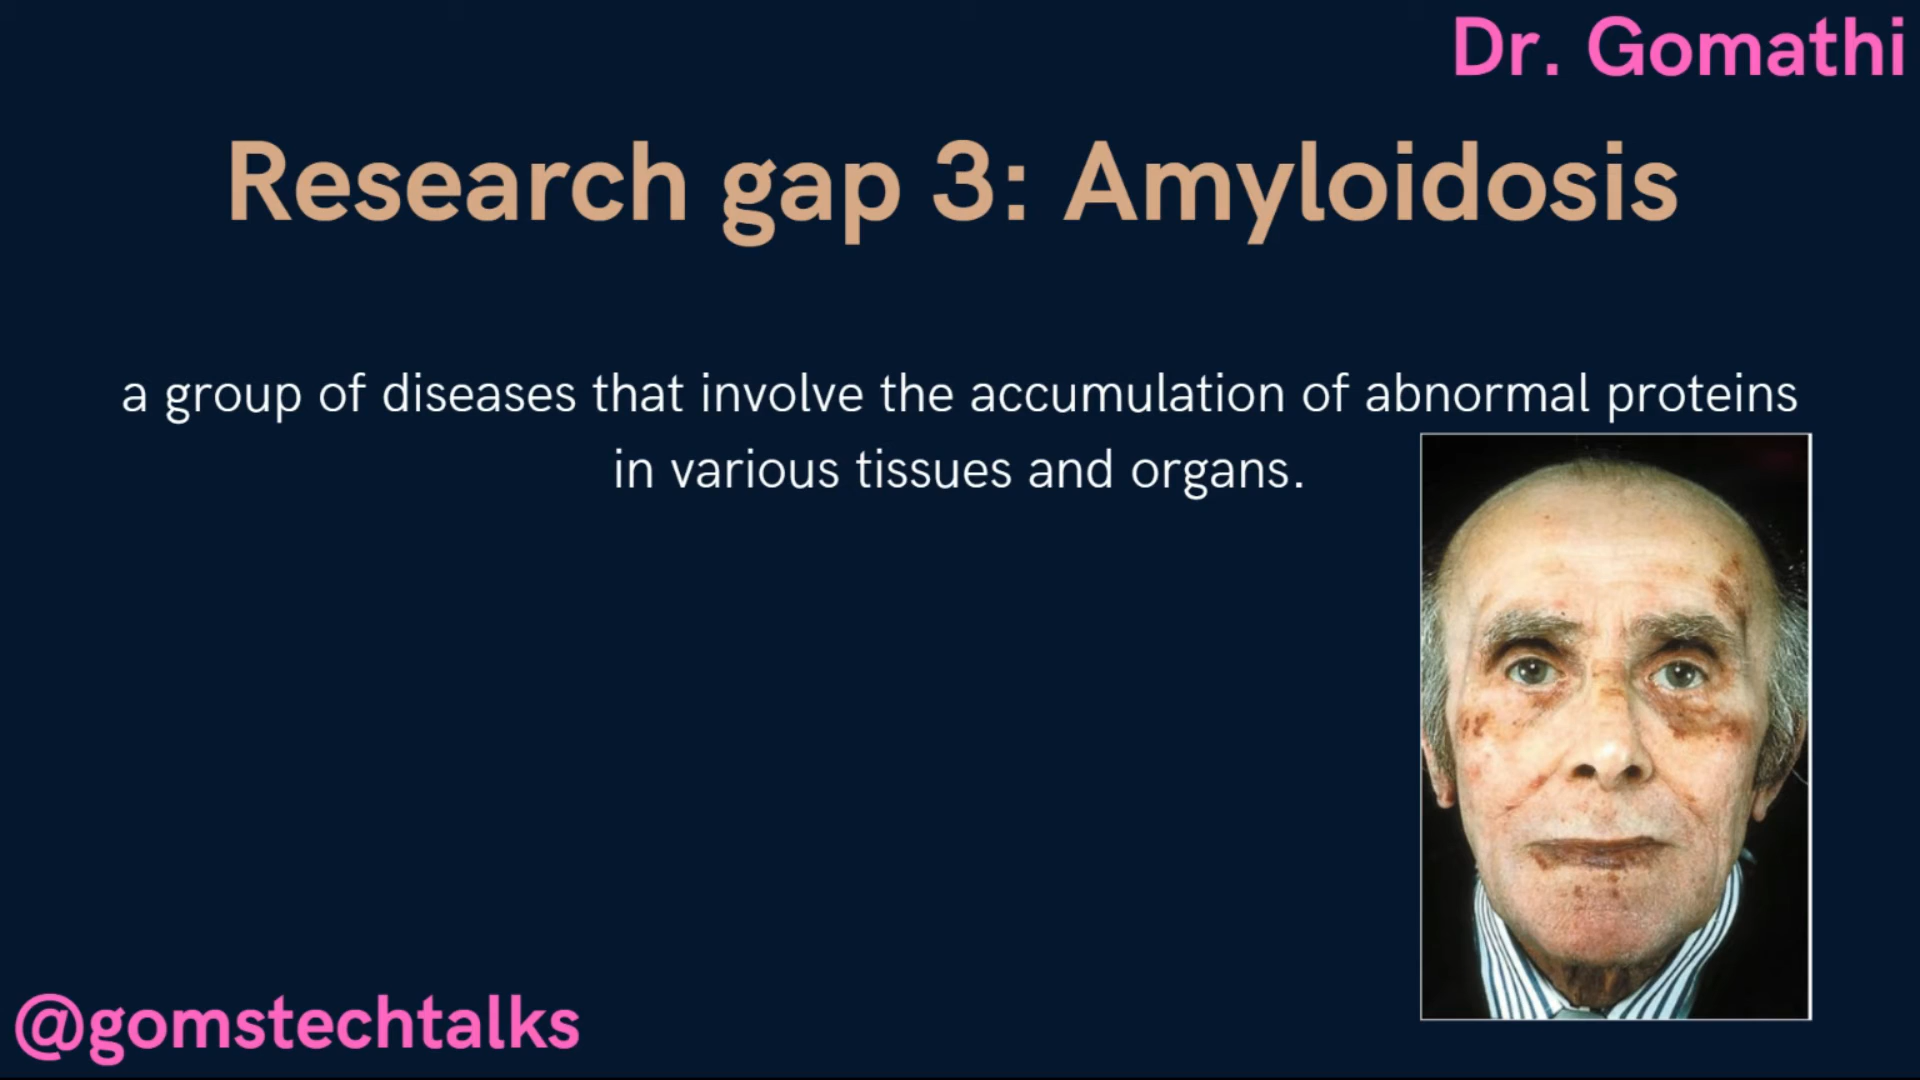 Dr. Gomathi
Research gap 3: Amyloidosis
a group of diseases that involve the accumulation of abnormal proteins
in various tissues and organs.
@gomstechtalks